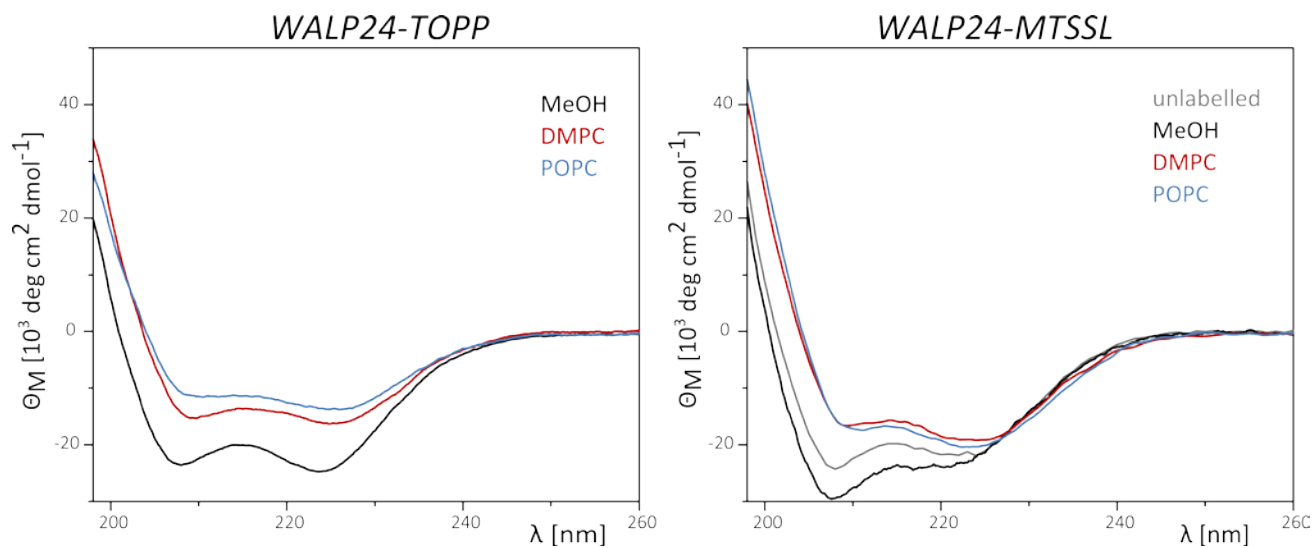 WALP24-TOPP
WALP24-MTSSL
MeOH
DMPC
POPC
40
20
0
-20
Θ_M [10³ deg cm² dmol⁻¹]
200
220
240
260
λ [nm]
unlabelled
MeOH
DMPC
POPC
40
20
0
-20
Θ_M [10³ deg cm² dmol⁻¹]
200
220
240
260
λ [nm]